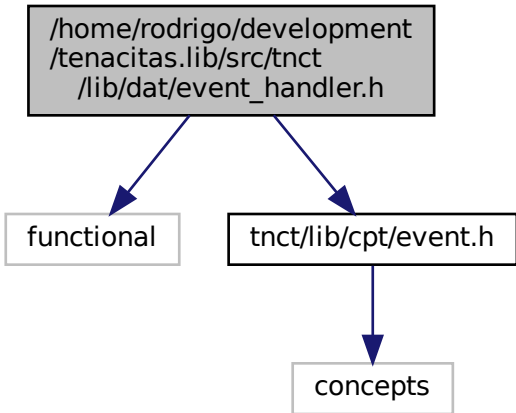 /home/rodrigo/development
/tenacitas.lib/src/tnct
/lib/dat/event_handler.h
functional
tnct/lib/cpt/event.h
concepts